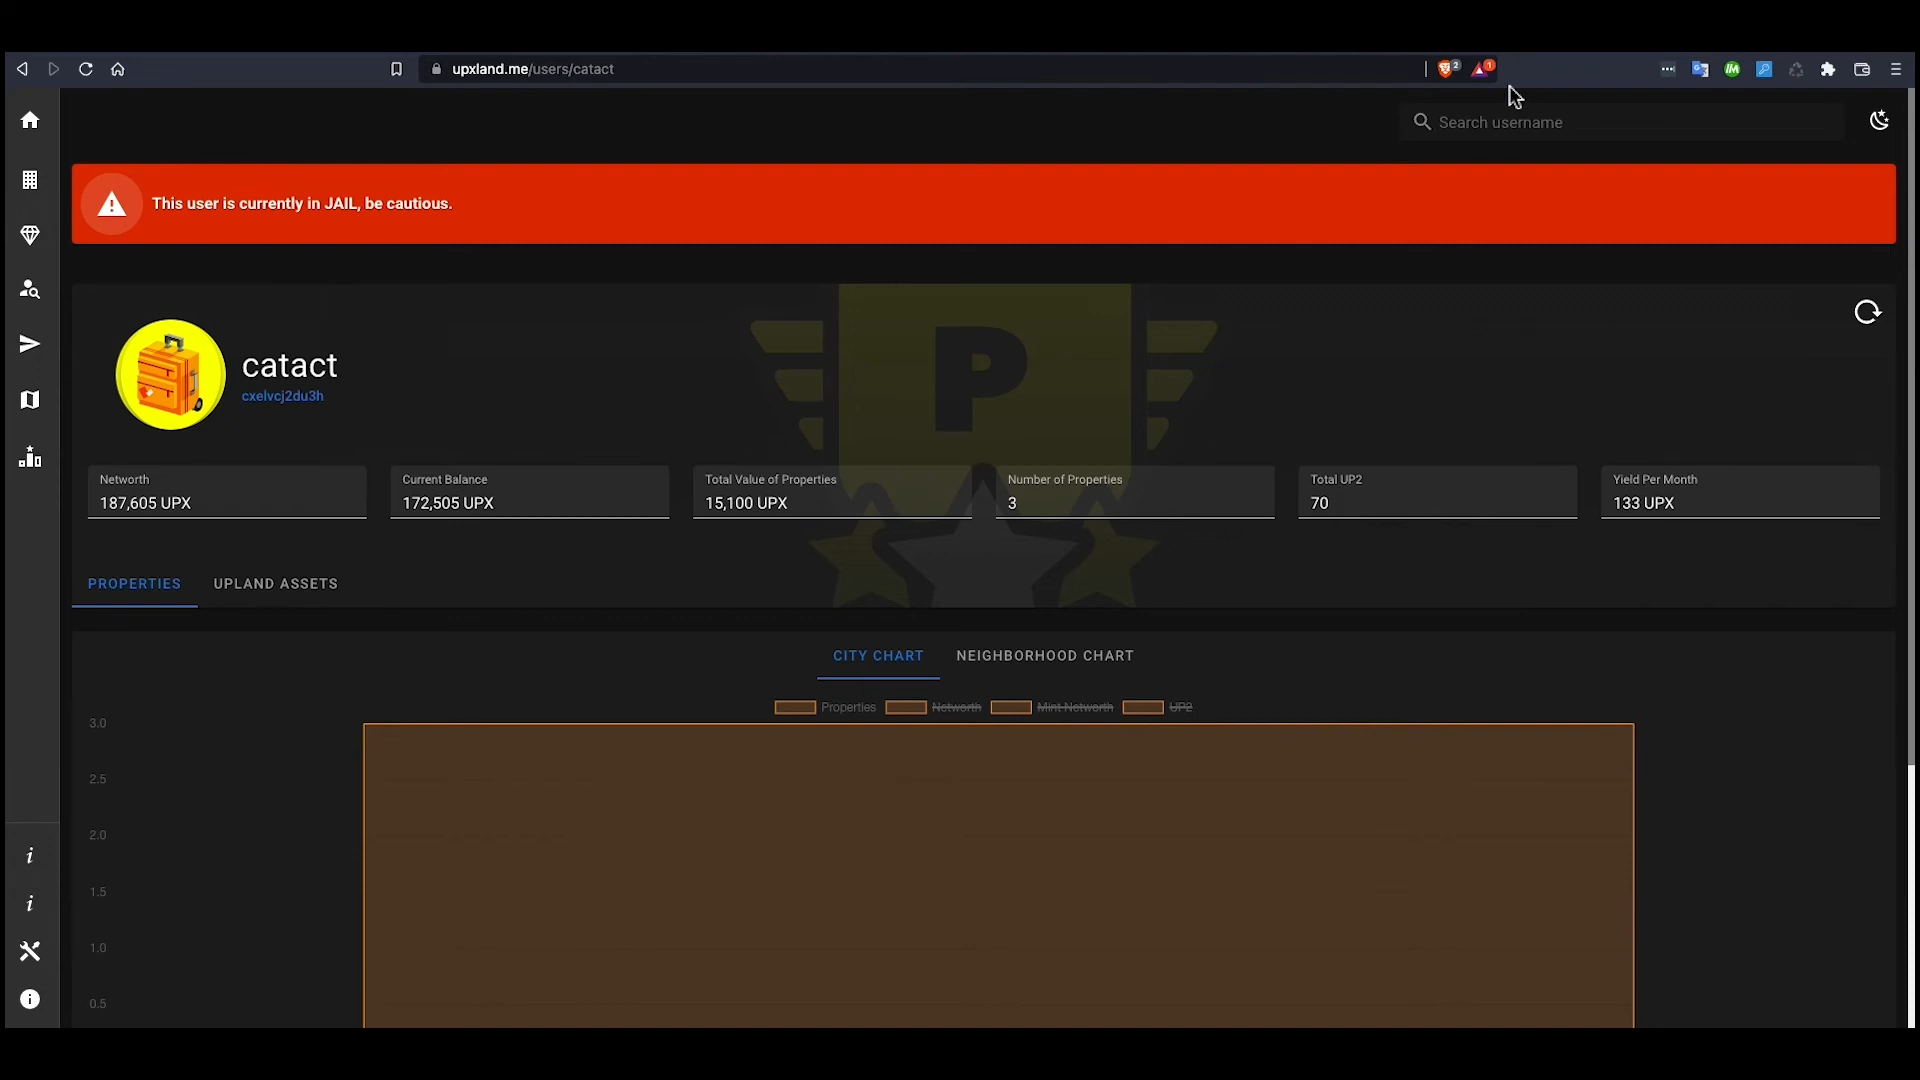 upxland.me/users/catact
2
1
Search username
This user is currently in JAIL, be cautious.
P
catact
cxelvcj2du3h
Networth
187,605 UPX
Current Balance
172,505 UPX
Total Value of Properties
15,100 UPX
Number of Properties
3
Total UP2
70
Yield Per Month
133 UPX
PROPERTIES
UPLAND ASSETS
CITY CHART
NEIGHBORHOOD CHART
Properties
Networth
Mint Networth
UP2
3.0
2.5
2.0
1.5
1.0
0.5